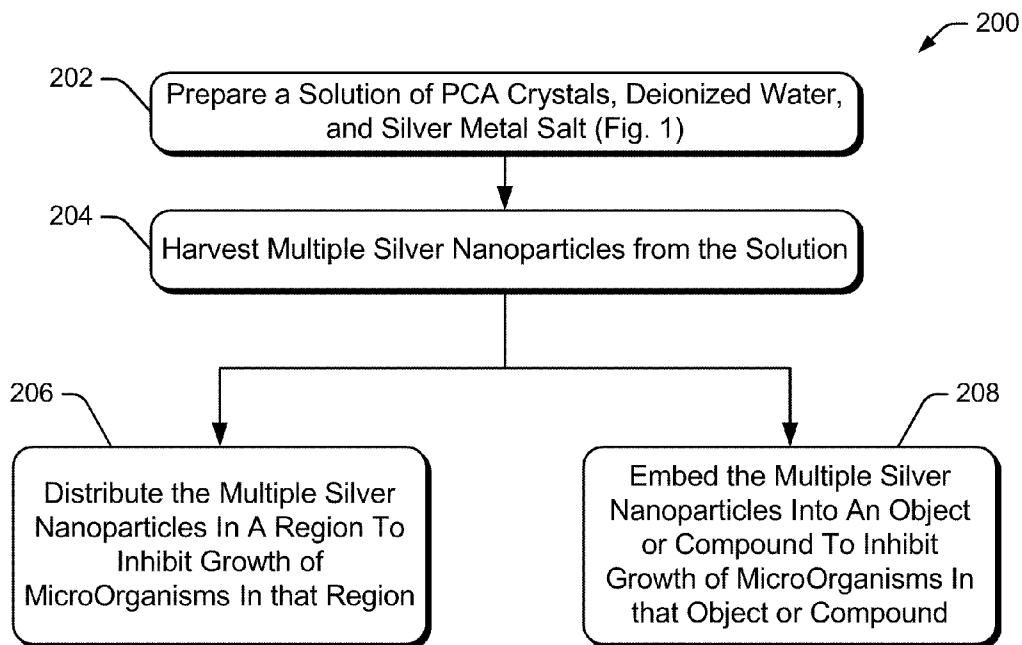 200
202
Prepare a Solution of PCA Crystals, Deionized Water,
and Silver Metal Salt (Fig. 1)
204
Harvest Multiple Silver Nanoparticles from the Solution
206
Distribute the Multiple Silver
Nanoparticles In A Region To
Inhibit Growth of
MicroOrganisms In that Region
208
Embed the Multiple Silver
Nanoparticles Into An Object
or Compound To Inhibit
Growth of MicroOrganisms In
that Object or Compound